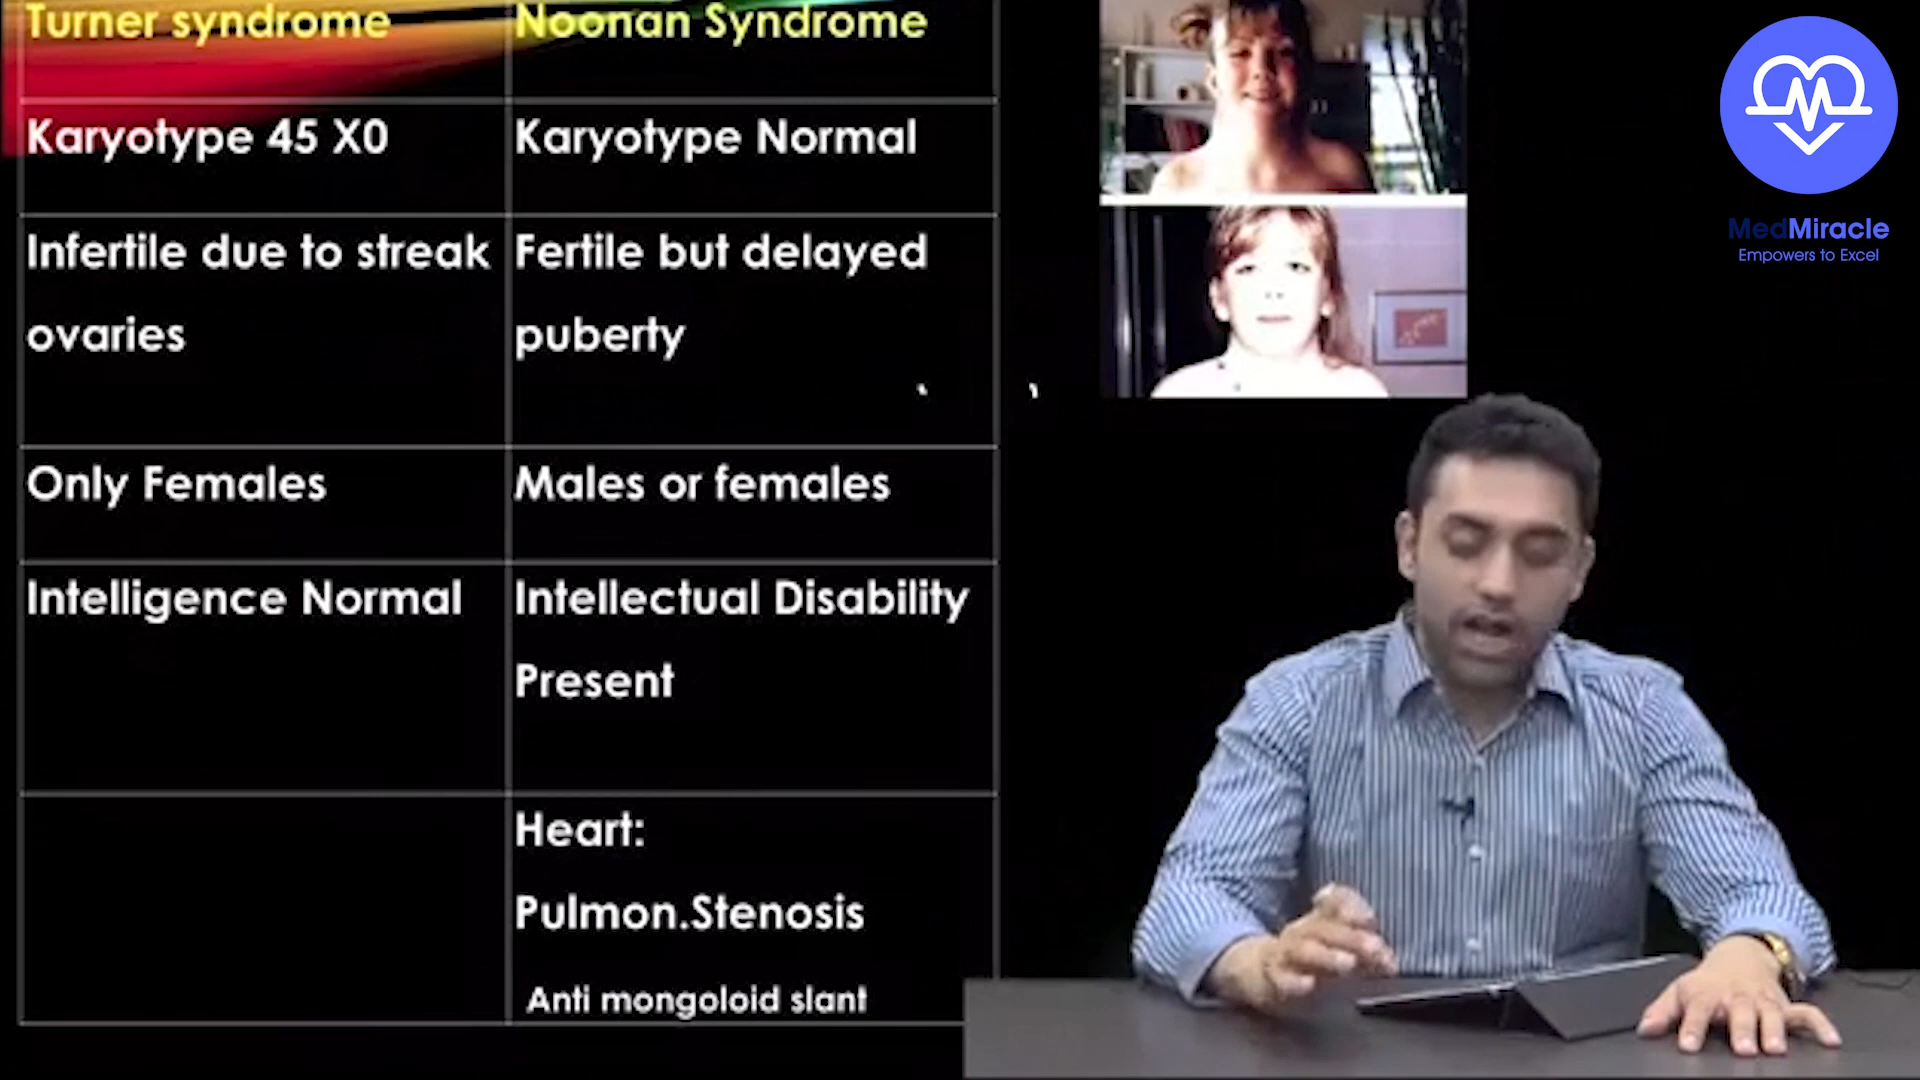 Turner syndrome
Noonan Syndrome
Karyotype 45 X0
Karyotype Normal
Infertile due to streak
ovaries
Fertile but delayed
puberty
Only Females
Males or females
Intelligence Normal
Intellectual Disability
Present
Heart:
Pulmon.Stenosis
Anti mongoloid slant
MedMiracle
Empowers to Excel